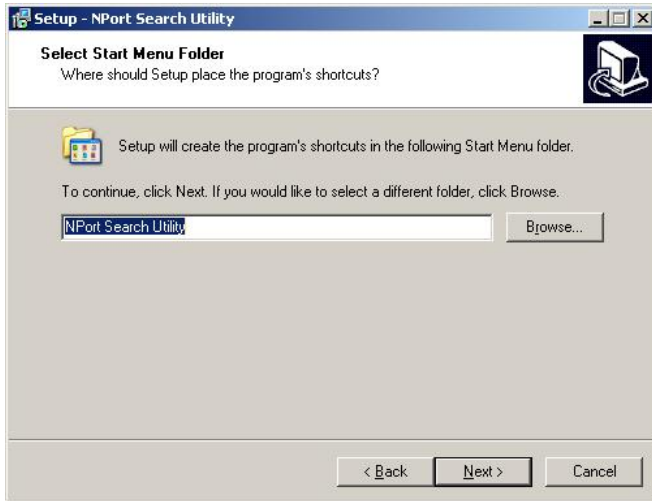 Setup - NPort Search Utility
Select Start Menu Folder
Where should Setup place the program's shortcuts?
Setup will create the program's shortcuts in the following Start Menu folder.
To continue, click Next. If you would like to select a different folder, click Browse.
NPort Search Utility
Browse...
< Back
Next >
Cancel